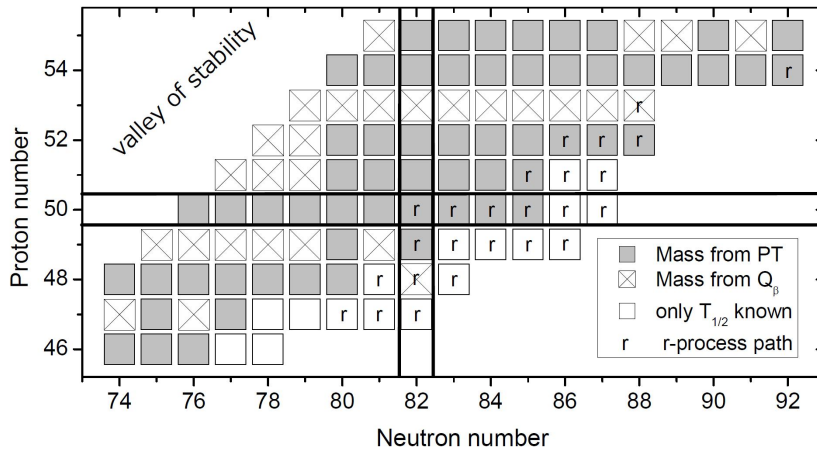 valley of stability
Proton number
54 r
r
52 r r r
r r r
50 r r r r r r
r r r r r
48 r r r
r r r
46
Mass from PT
Mass from Qβ
only T1/2 known
r r-process path
74 76 78 80 82 84 86 88 90 92
Neutron number